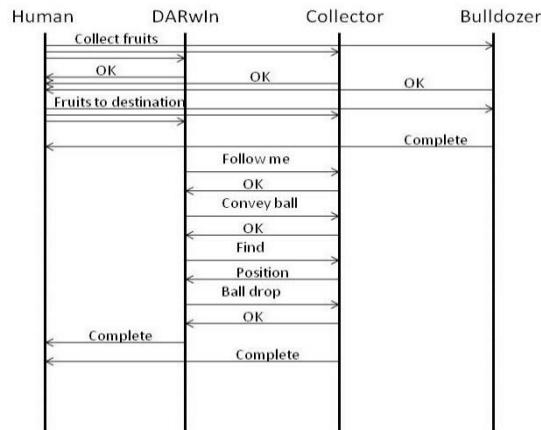 Human DARwIn Collector Bulldozer
Collect fruits
OK
OK
OK
Fruits to destination
Complete
Follow me
OK
Convey ball
OK
Find
Position
Ball drop
OK
Complete
Complete